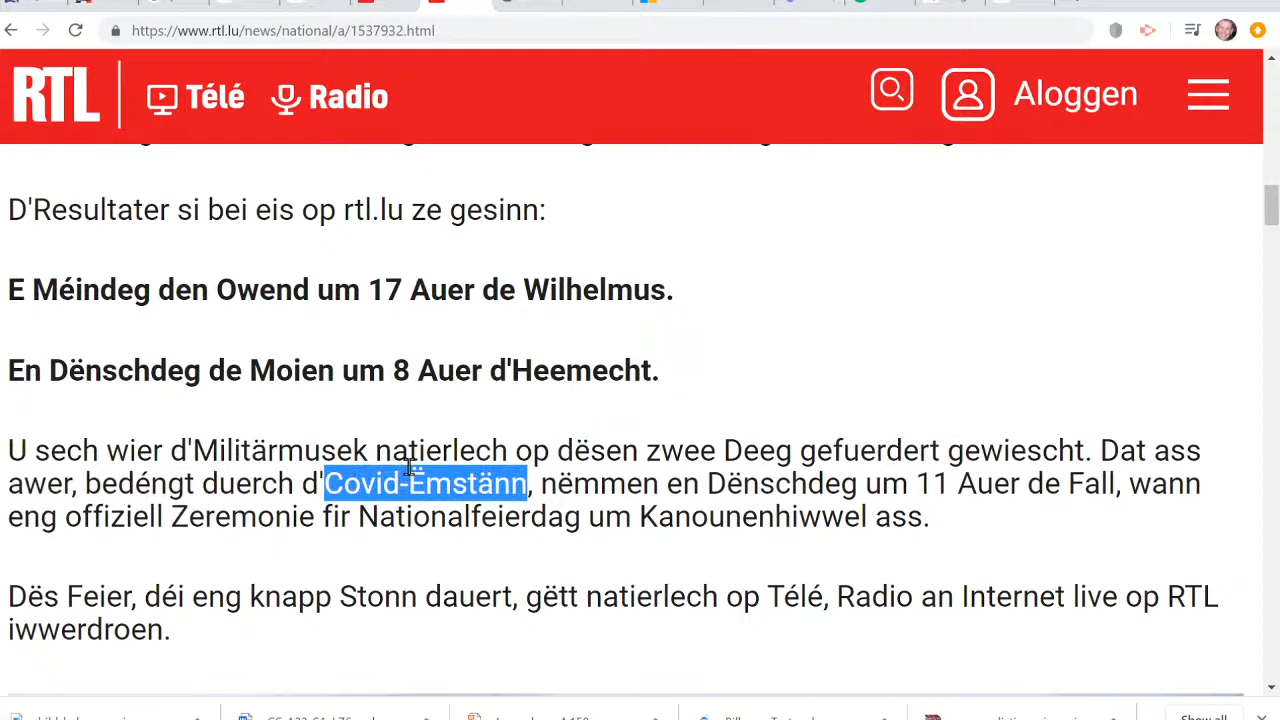 https://www.rtl.lu/news/national/a/1537932.html
RTL Télé Radio Aloggen
D'Resultater si bei eis op rtl.lu ze gesinn:
E Méindeg den Owend um 17 Auer de Wilhelmus.
En Dënschdeg de Moien um 8 Auer d'Heemecht.
U sech wier d'Militärmusek natierlech op dësen zwee Deeg gefuerdert gewiescht. Dat ass
awer, bedéngt duerch d'Covid-Ëmstänn, nëmmen en Dënschdeg um 11 Auer de Fall, wann
eng offiziell Zeremonie fir Nationalfeierdag um Kanounenhiwwel ass.
Dës Feier, déi eng knapp Stonn dauert, gëtt natierlech op Télé, Radio an Internet live op RTL
iwwerdroen.
Show all